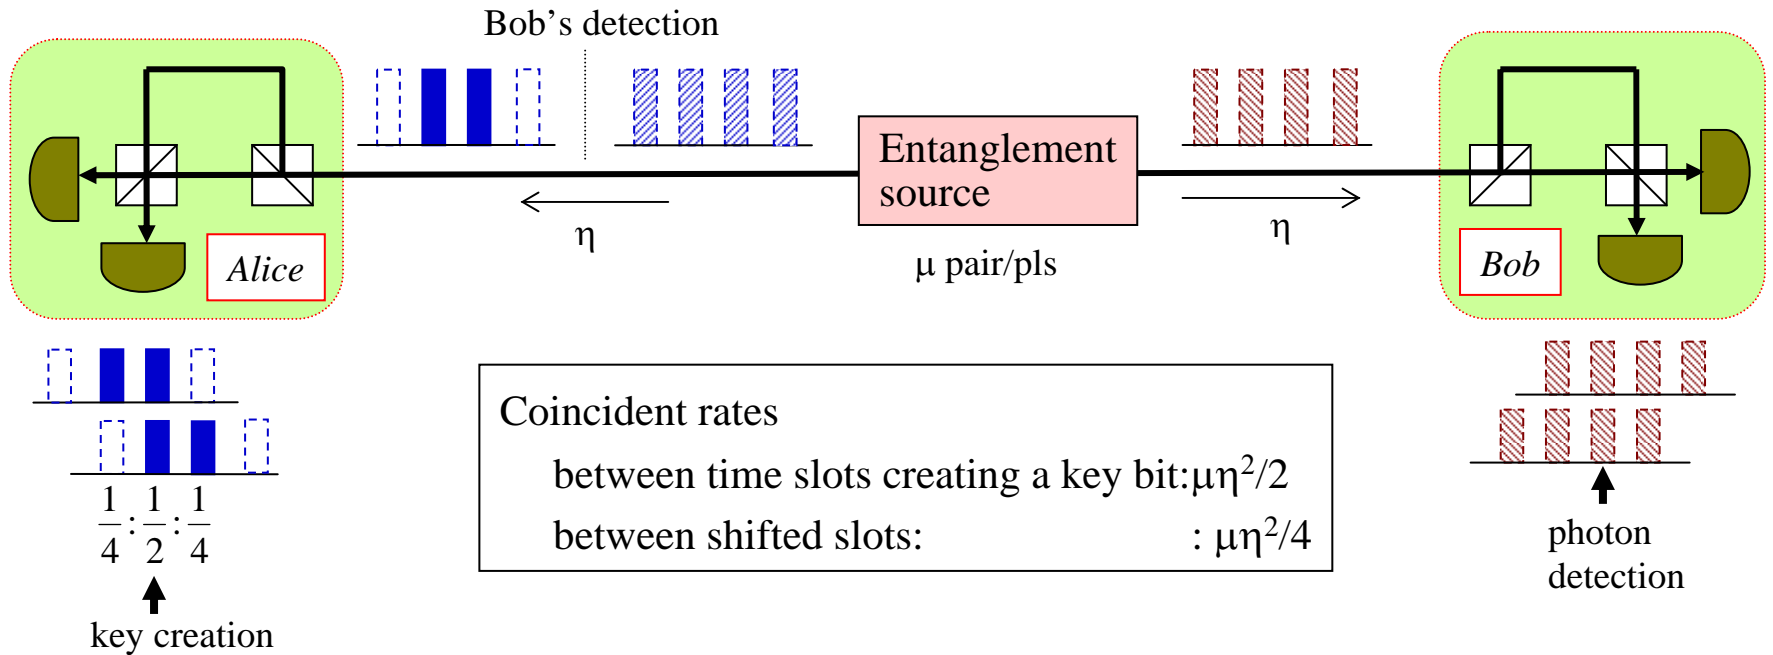 Bob’s detection
Entanglement
source
η
η
μ pair/pls
Alice
Bob
Coincident rates
between time slots creating a key bit:μη²/2
between shifted slots: : μη²/4
1/4 : 1/2 : 1/4
key creation
photon
detection